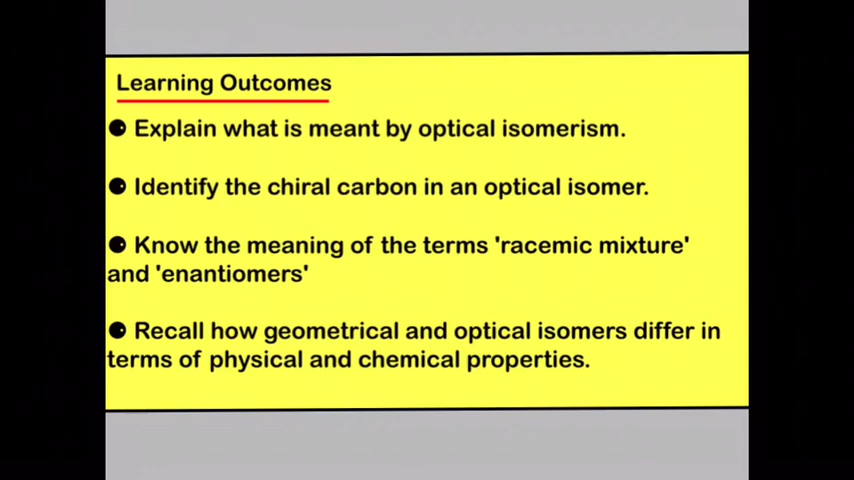 Learning Outcomes
Explain what is meant by optical isomerism.
Identify the chiral carbon in an optical isomer.
Know the meaning of the terms 'racemic mixture'
and 'enantiomers'
Recall how geometrical and optical isomers differ in
terms of physical and chemical properties.